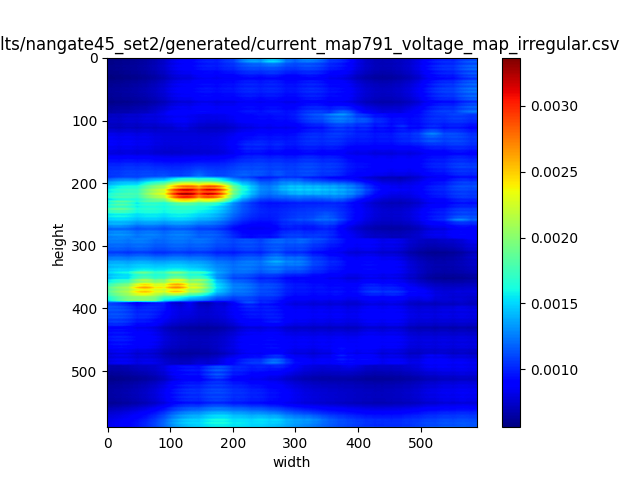 lts/nangate45_set2/generated/current_map791_voltage_map_irregular.csv
0
100
200
300
400
500
height
0 100 200 300 400 500
width
0.0030
0.0025
0.0020
0.0015
0.0010